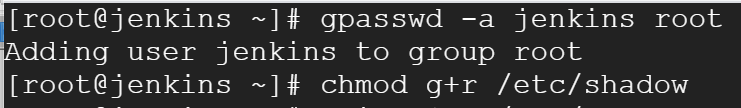 [root@jenkins ~]# gpasswd -a jenkins root
Adding user jenkins to group root
[root@jenkins ~]# chmod g+r /etc/shadow